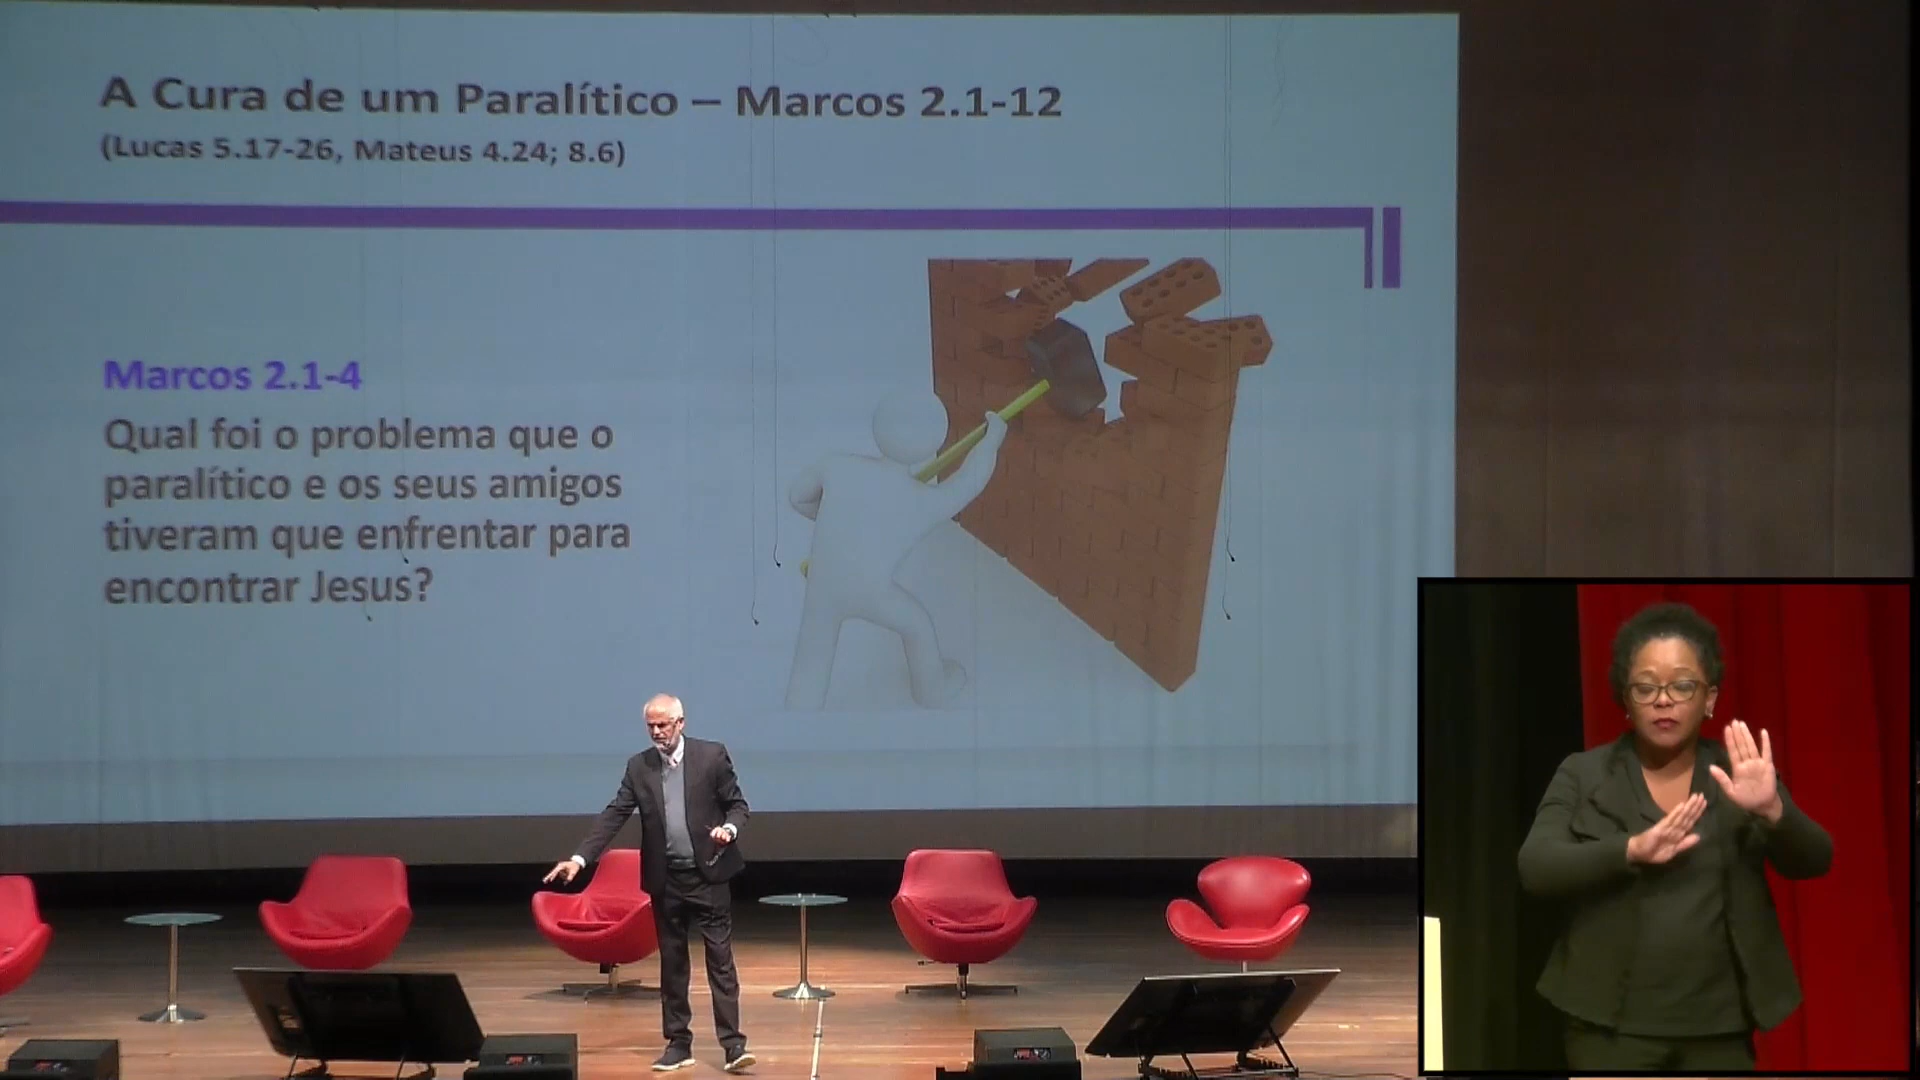 A Cura de um Paralítico – Marcos 2.1-12
(Lucas 5.17-26, Mateus 4.24; 8.6)
Marcos 2.1-4
Qual foi o problema que o
paralítico e os seus amigos
tiveram que enfrentar para
encontrar Jesus?